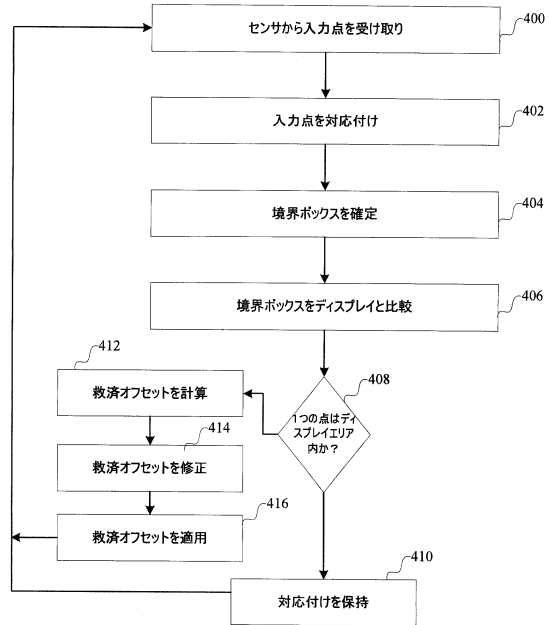 センサから入力点を受け取り
400
入力点を対応付け
402
境界ボックスを確定
404
境界ボックスをディスプレイと比較
406
408
1つの点はディ
スプレイエリア
内か?
412
救済オフセットを計算
414
救済オフセットを修正
416
救済オフセットを適用
410
対応付けを保持